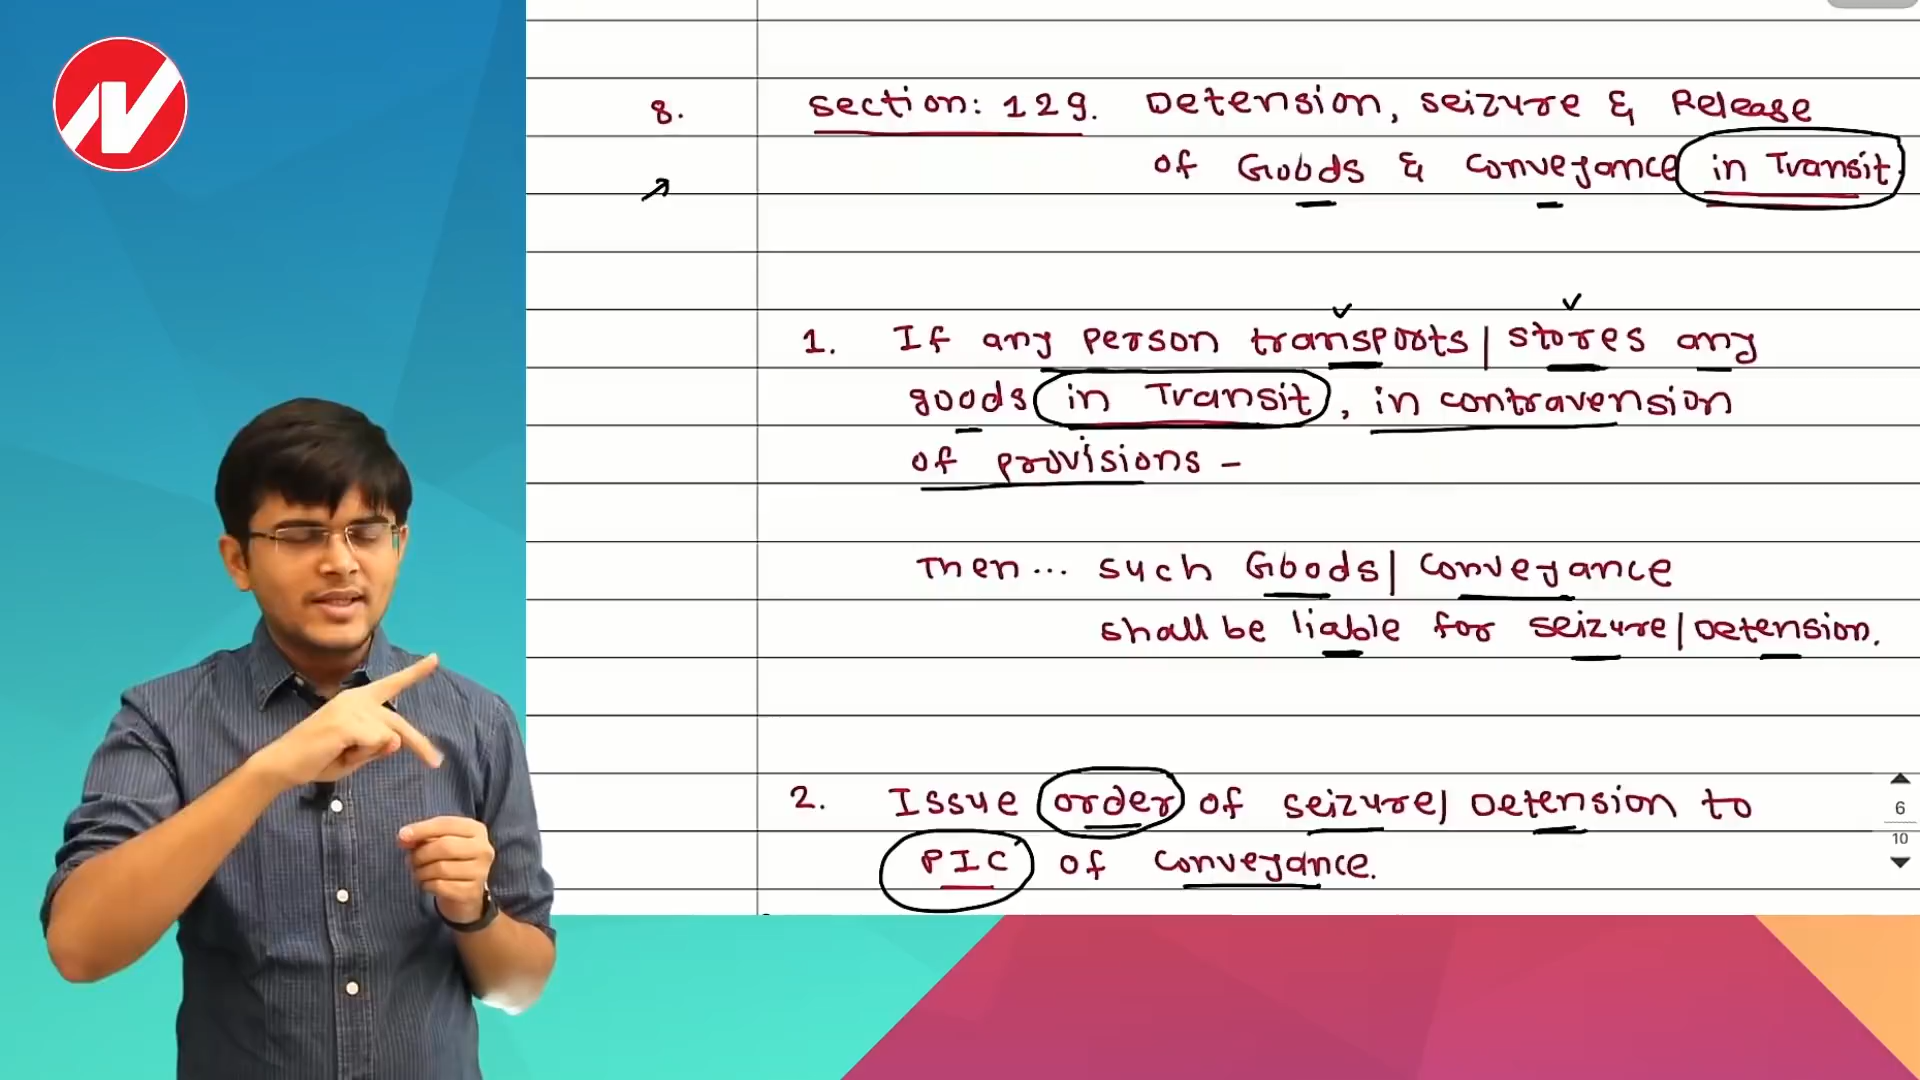 8. Section: 129. Detension, seizure & Release
of Goods & Conveyance in Transit
1. If any person transports | stores any
goods in Transit, in contravension
of provisions -
Then... such Goods | Conveyance
shall be liable for seizure | Detension.
2. Issue order of seizure | Detension to
PIC of conveyance.
6
10